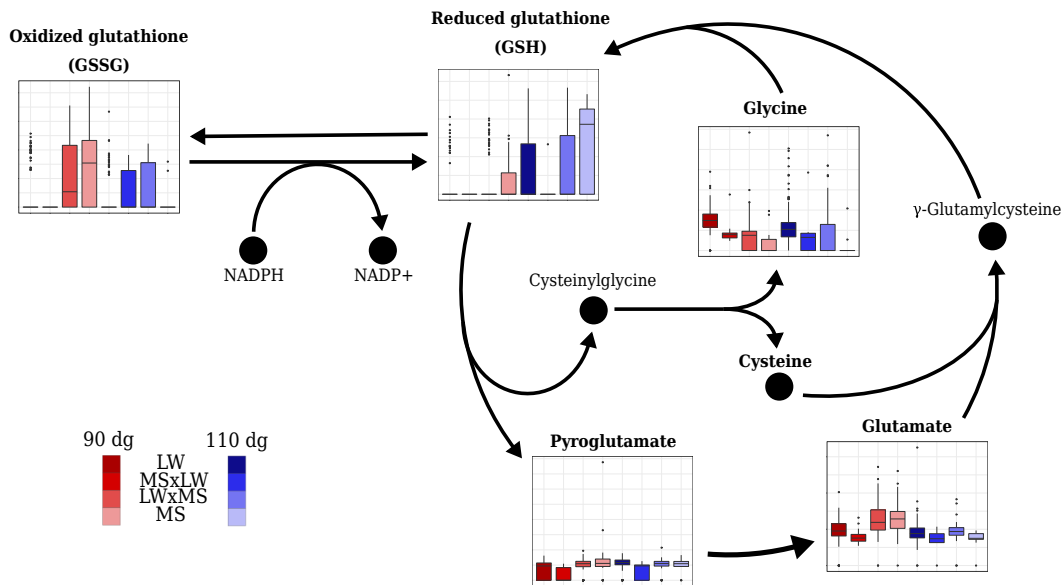 Reduced glutathione
(GSH)
Oxidized glutathione
(GSSG)
Glycine
γ-Glutamylcysteine
NADPH
NADP+
Cysteinylglycine
Cysteine
Pyroglutamate
Glutamate
90 dg
110 dg
LW
MSxLW
LWxMS
MS